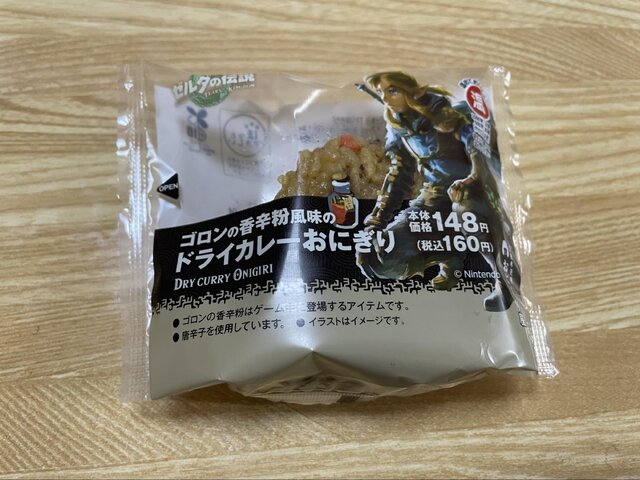 ゼルダの伝説
OPEN
温
ゴロンの香辛粉風味の
ドライカレーおにぎり
DRY CURRY ONIGIRI
本体
価格148円
(税込160円)
© Nintendo
●ゴロンの香辛粉はゲーム中に登場するアイテムです。
●唐辛子を使用しています。 ●イラストはイメージです。